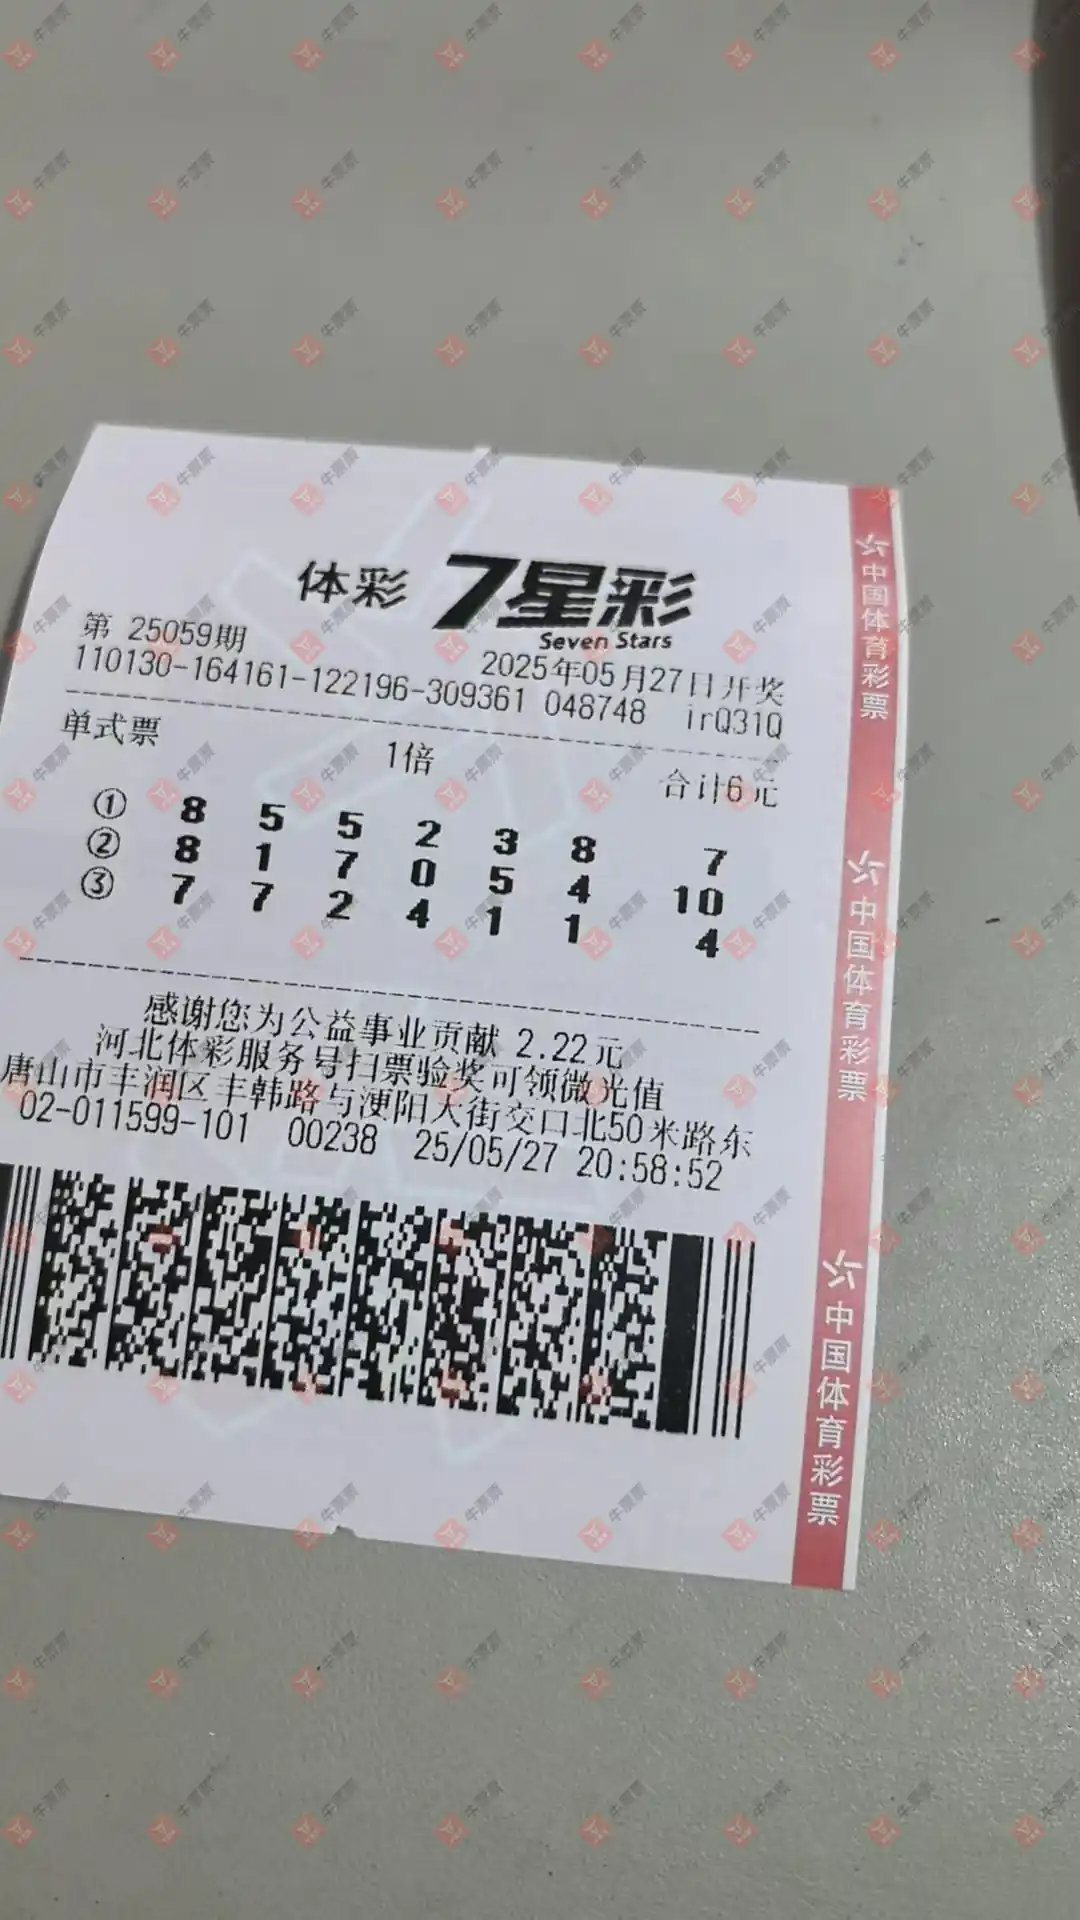 体彩 7星彩
Seven Stars
第 25059期
2025年05月27日开奖
110130-164161-122196-309361 048748 irQ31Q
单式票
1倍
合计6元
① 8 5 5 2 3 8 7
② 8 1 7 0 5 4 10
③ 7 7 2 4 1 1 4
感谢您为公益事业贡献 2.22元
河北体彩服务导扫票验奖可领微光值
唐山市丰润区丰韩路与浭阳大街交口北50米路东
02-011599-101 00238 25/05/27 20:58:52
中国体育彩票
中国体育彩票
中国体育彩票
牛票票